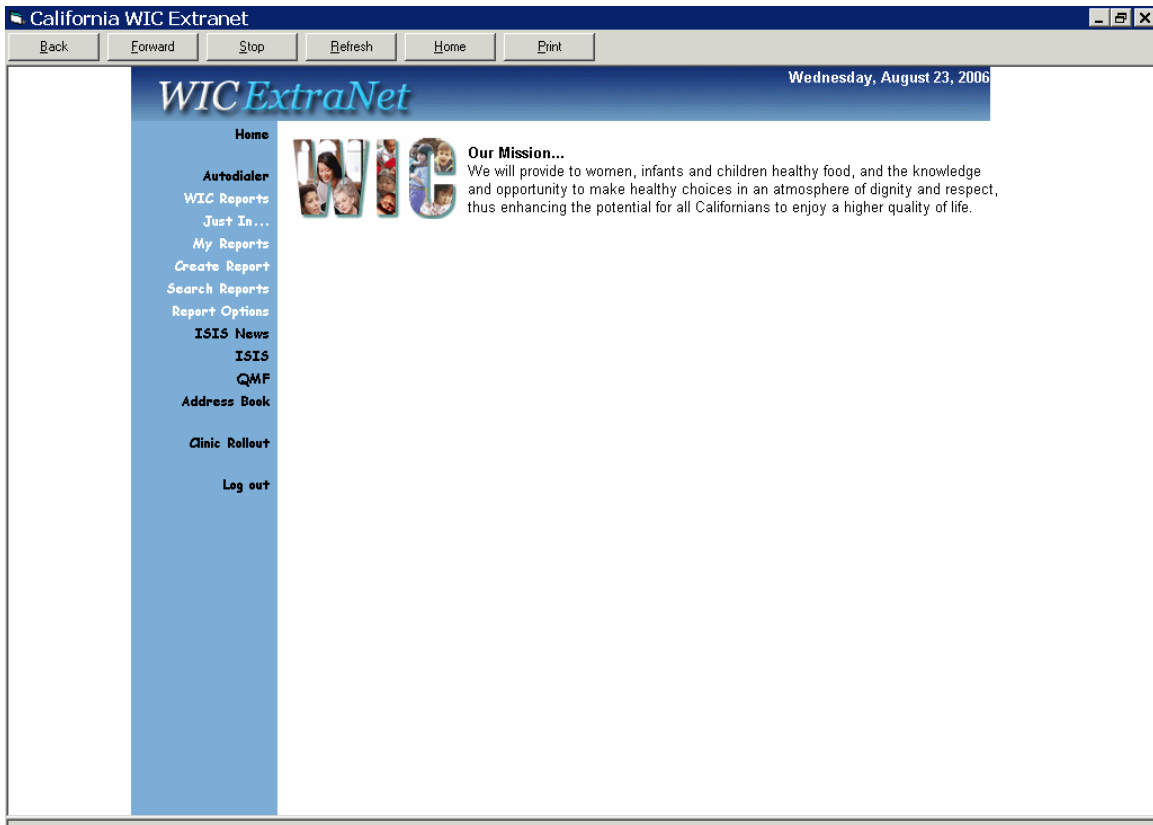 California WIC Extranet
Back Forward Stop Refresh Home Print
WIC ExtraNet
Wednesday, August 23, 2006
Home
Autodialer
WIC Reports
Just In...
My Reports
Create Report
Search Reports
Report Options
ISIS News
ISIS
QMF
Address Book
Clinic Rollout
Log out
WIC
Our Mission...
We will provide to women, infants and children healthy food, and the knowledge
and opportunity to make healthy choices in an atmosphere of dignity and respect,
thus enhancing the potential for all Californians to enjoy a higher quality of life.